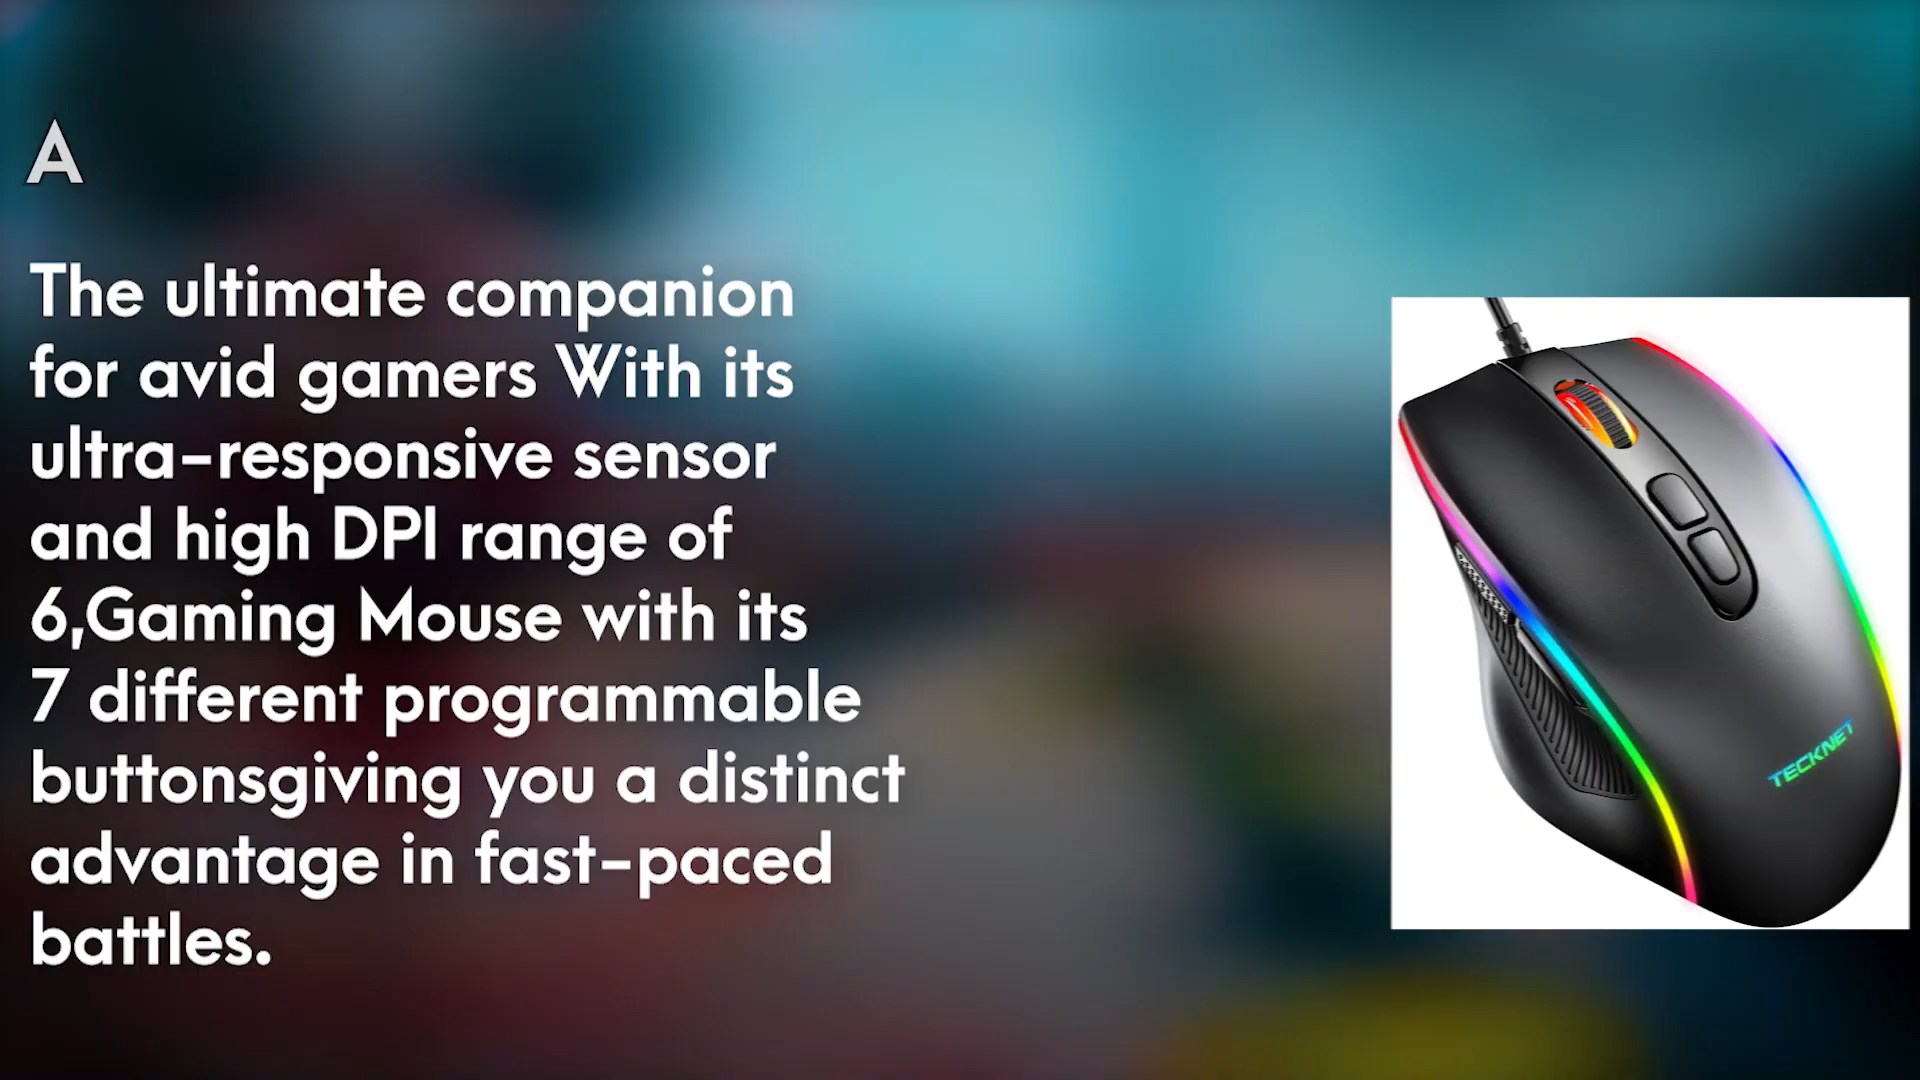 A
The ultimate companion
for avid gamers With its
ultra-responsive sensor
and high DPI range of
6,Gaming Mouse with its
7 different programmable
buttonsgiving you a distinct
advantage in fast-paced
battles.
TECKNET